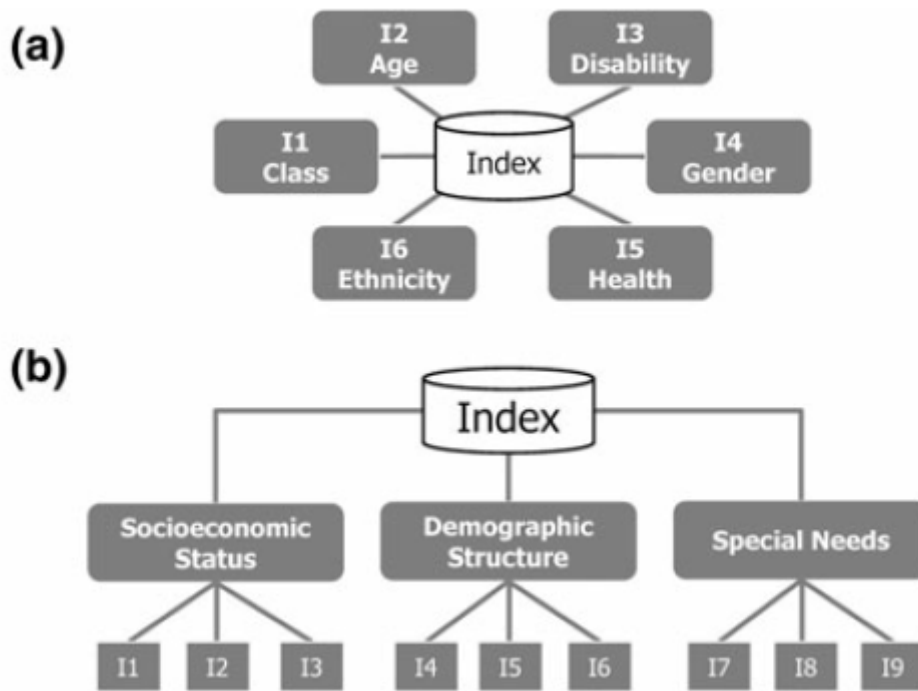 (a)
I2
Age
I3
Disability
I1
Class
Index
I4
Gender
I6
Ethnicity
I5
Health
(b)
Index
Socioeconomic
Status
Demographic
Structure
Special Needs
I1
I2
I3
I4
I5
I6
I7
I8
I9